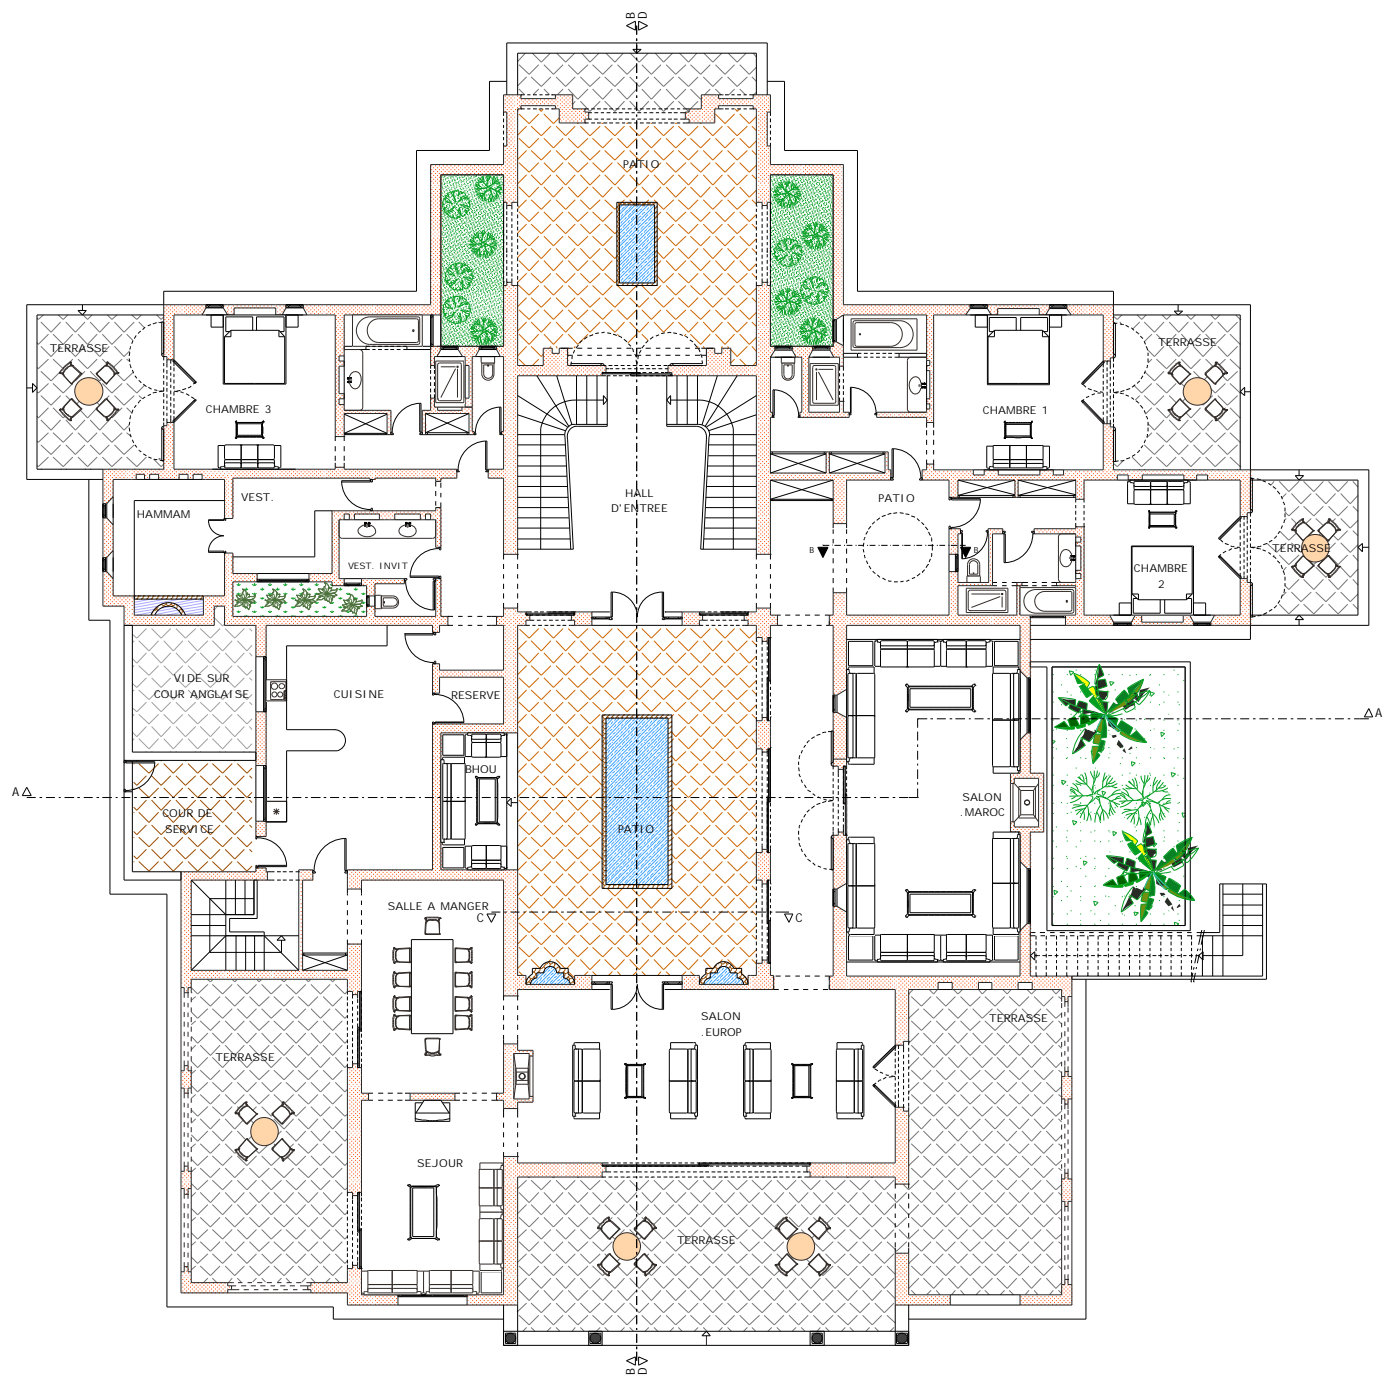 B D
PATIO
TERRASSE
TERRASSE
CHAMBRE 3
CHAMBRE 1
HAMMAM
VEST.
HALL
D'ENTREE
PATIO
B
B
VEST. INVIT
TERRASSE
CHAMBRE
2
VIDE SUR
COUR ANGLAISE
CUISINE
RESERVE
A
BHOU
A
SALON
.MAROC
COUR DE
SERVICE
PATIO
SALLE A MANGER
C
C
SALON
.EUROP
TERRASSE
TERRASSE
SEJOUR
TERRASSE
B D